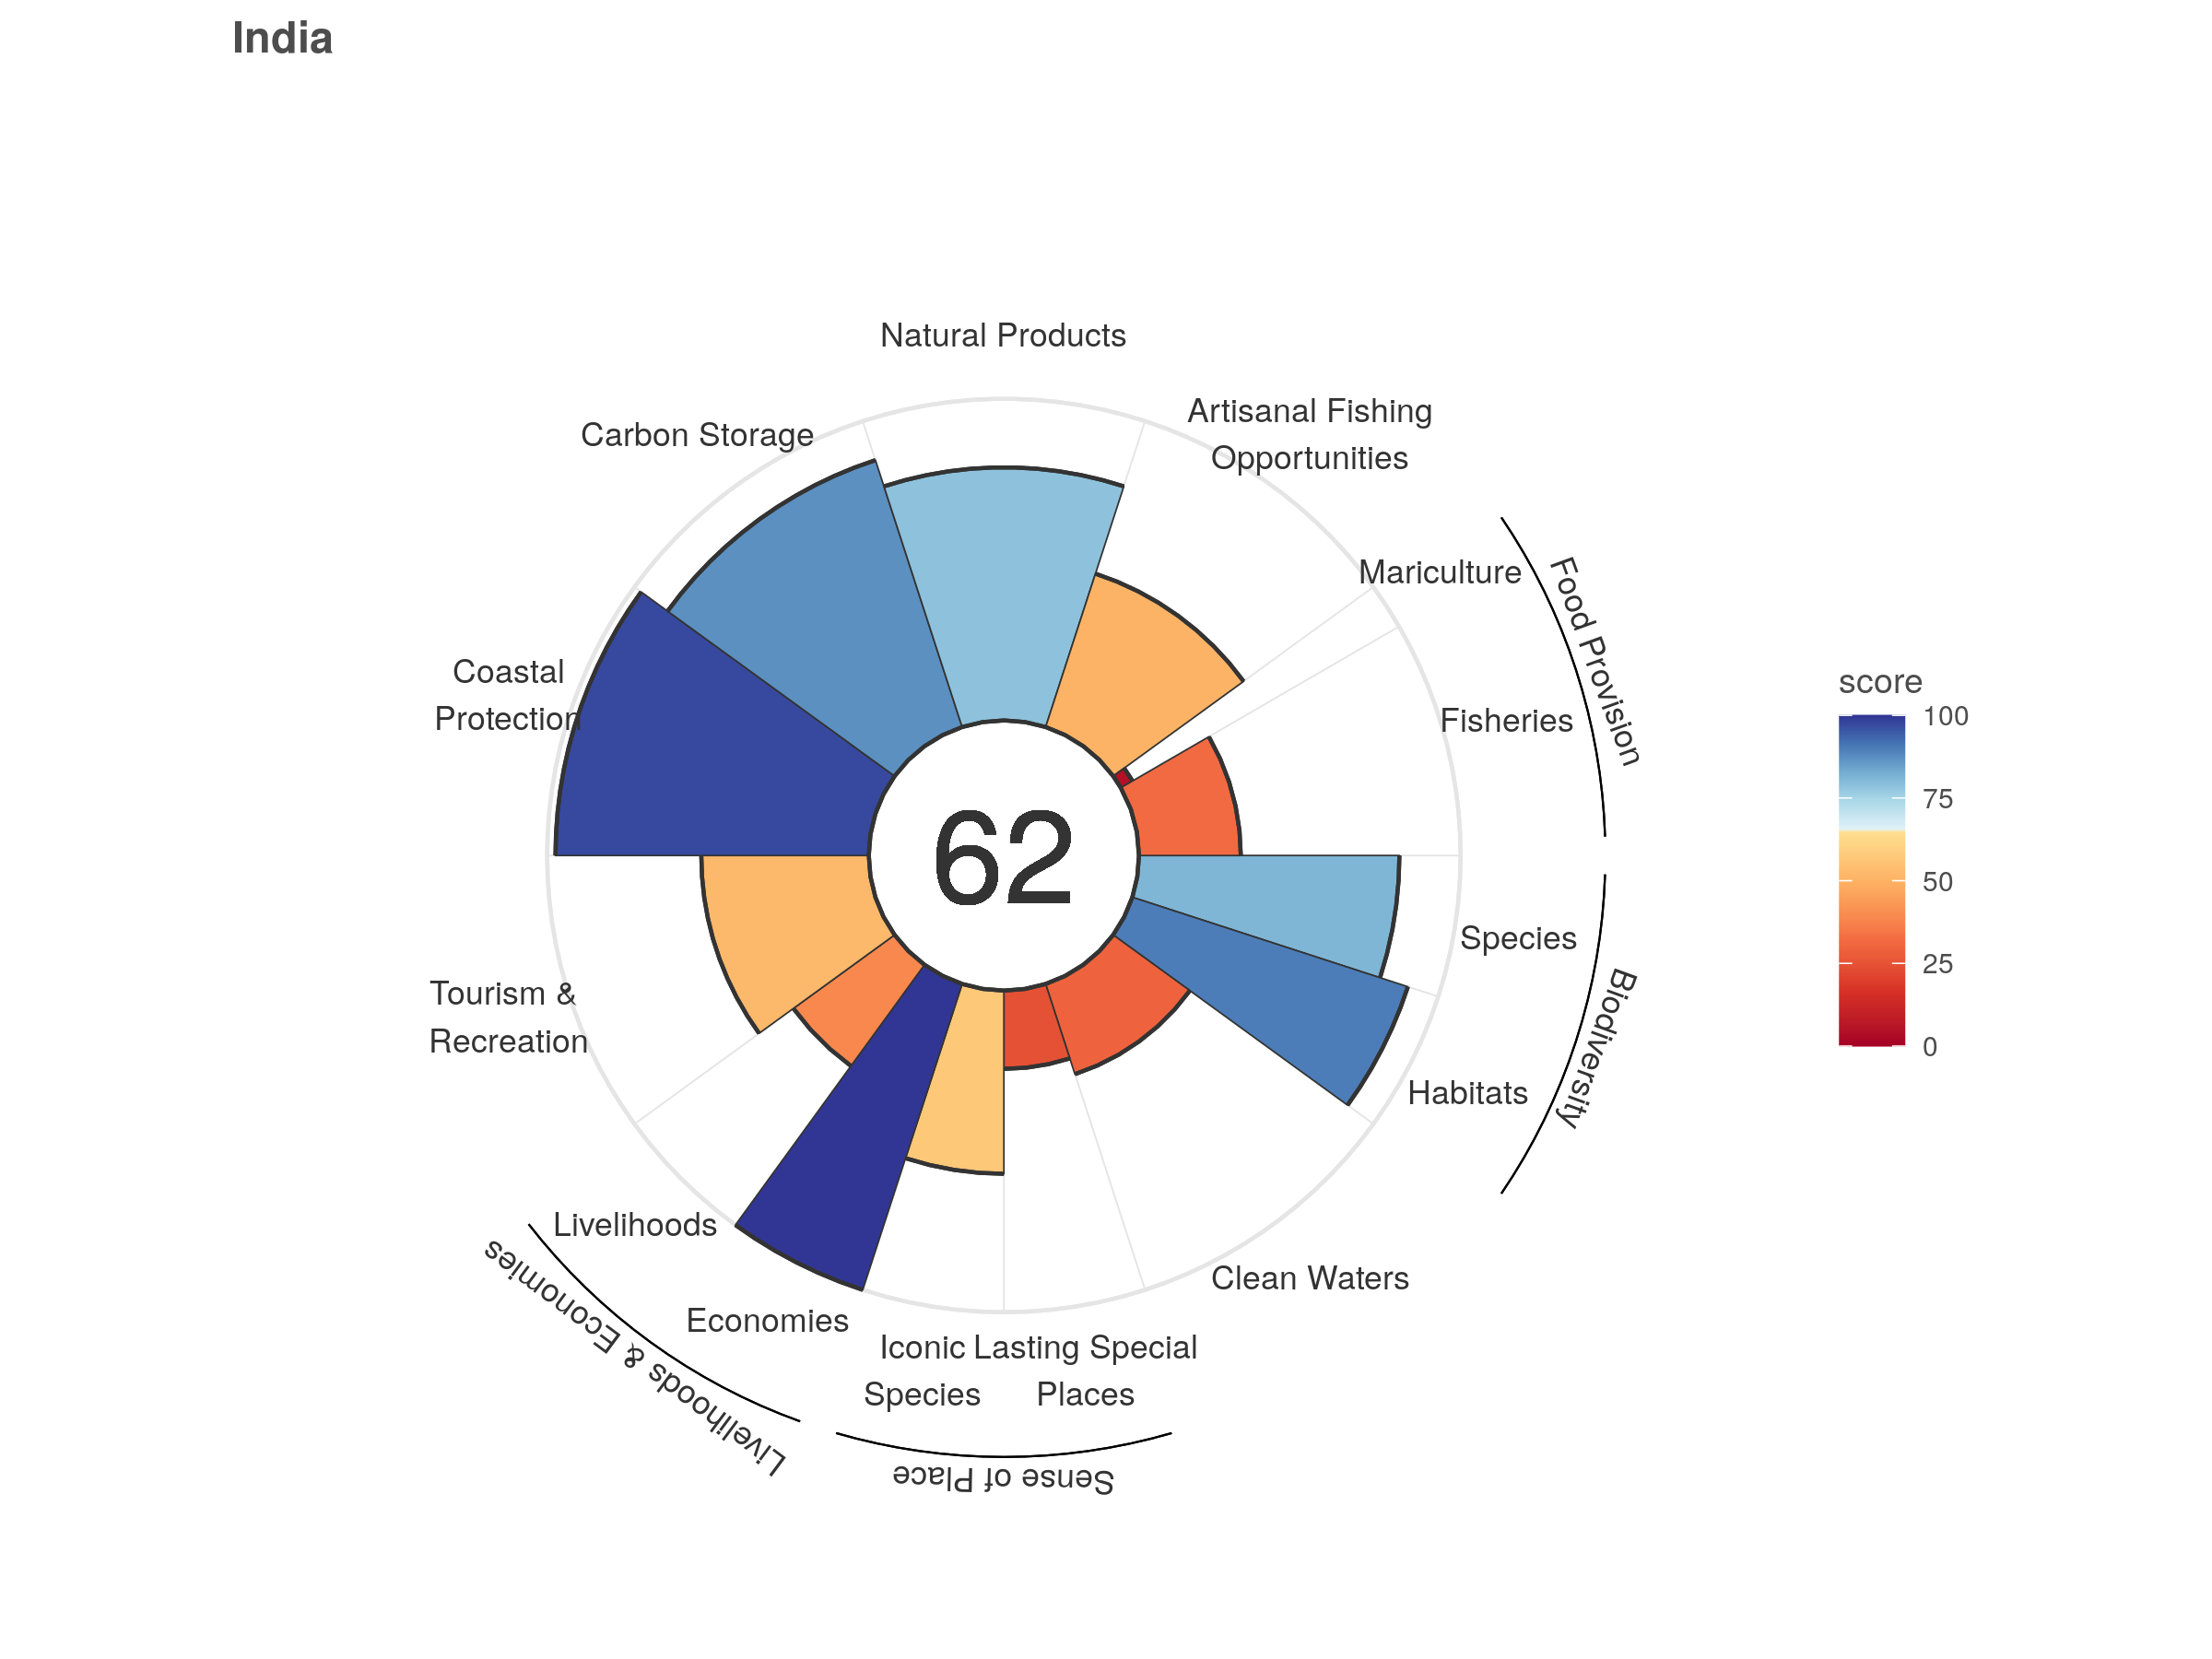 India
Natural Products
Artisanal Fishing
Opportunities
Carbon Storage
Mariculture
Food Provision
Coastal
Protection
Fisheries
62
Species
Biodiversity
Tourism &
Recreation
Habitats
Livelihoods
Clean Waters
Economies
Livelihoods & Economies
Iconic
Species
Lasting Special
Places
Sense of Place
score
100
75
50
25
0